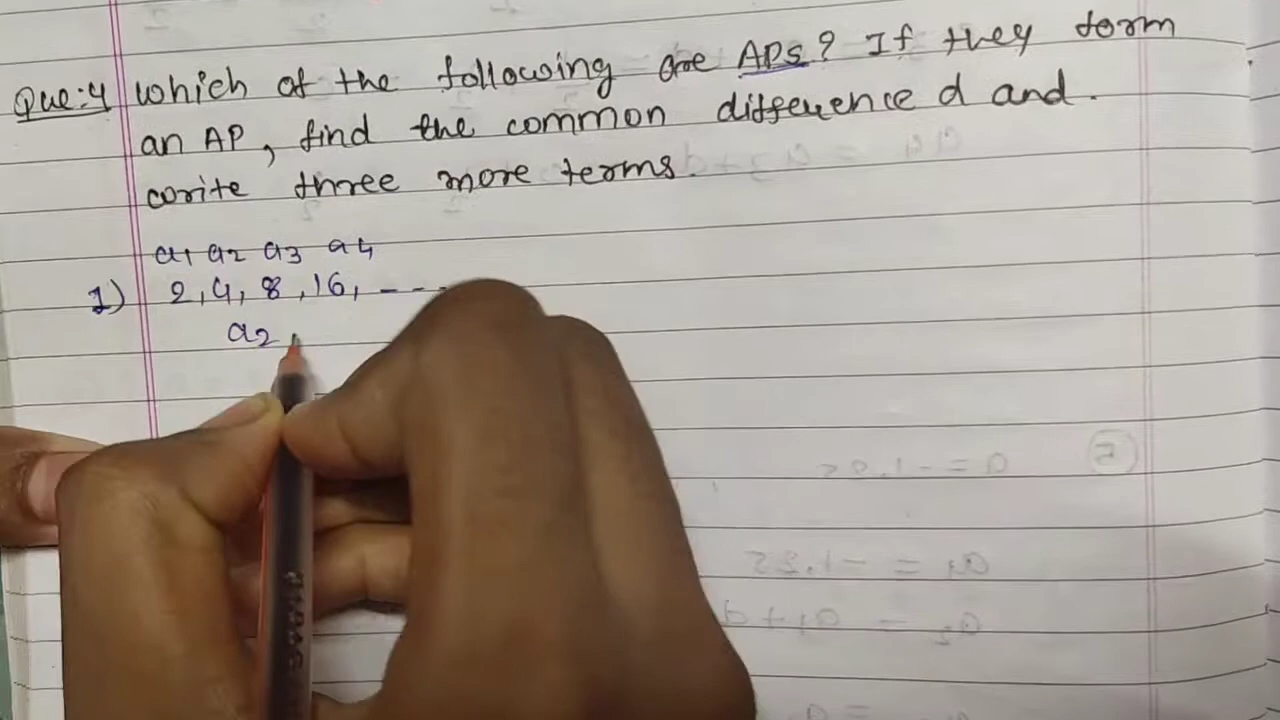 Que:4 which of the following are APs? If they form
an AP, find the common difference d and.
write three more terms.
a1 a2 a3 a4
1) 2, 4, 8, 16, ----
a2